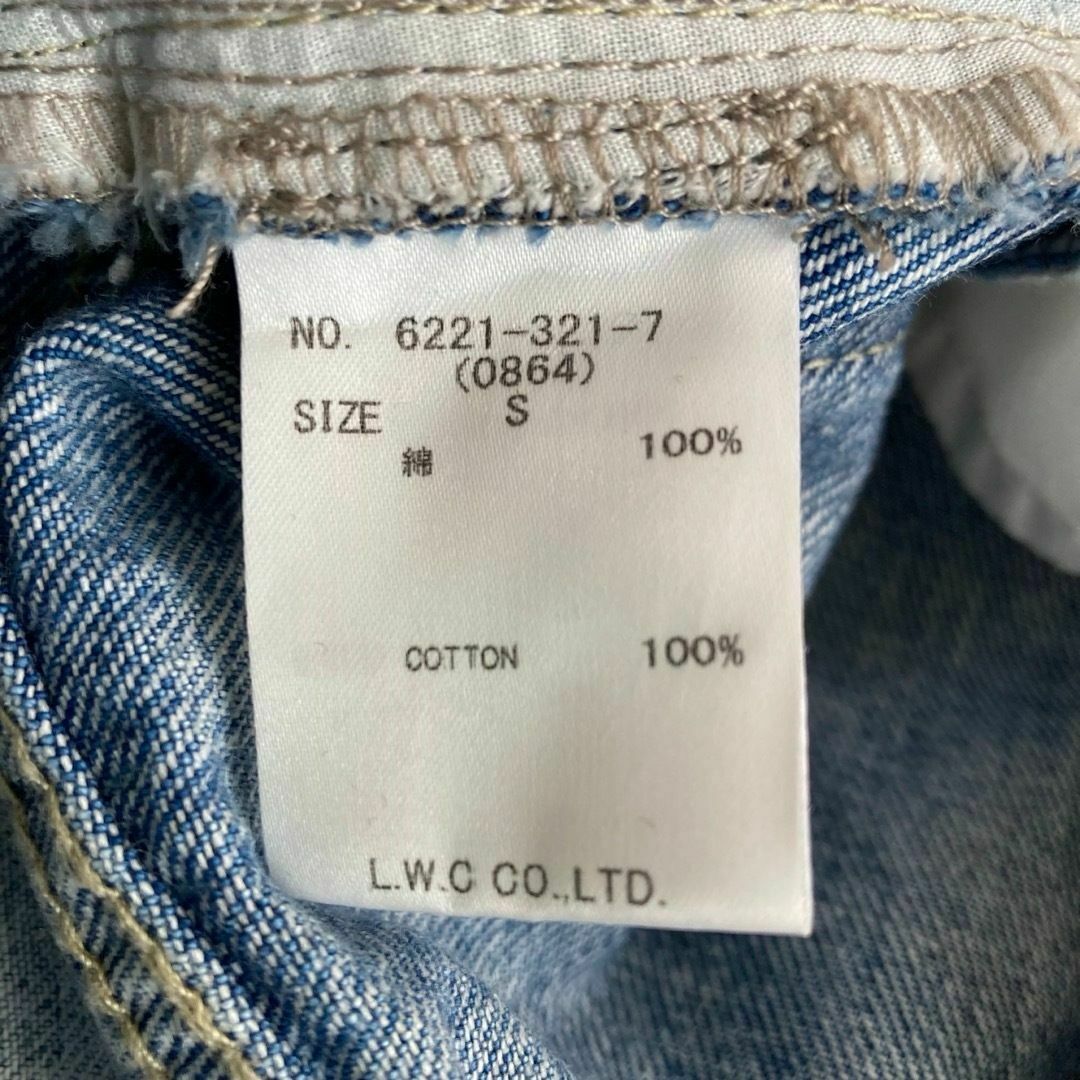 NO. 6221-321-7
(0864)
SIZE S
綿 100%
COTTON 100%
L.W.C CO.,LTD.